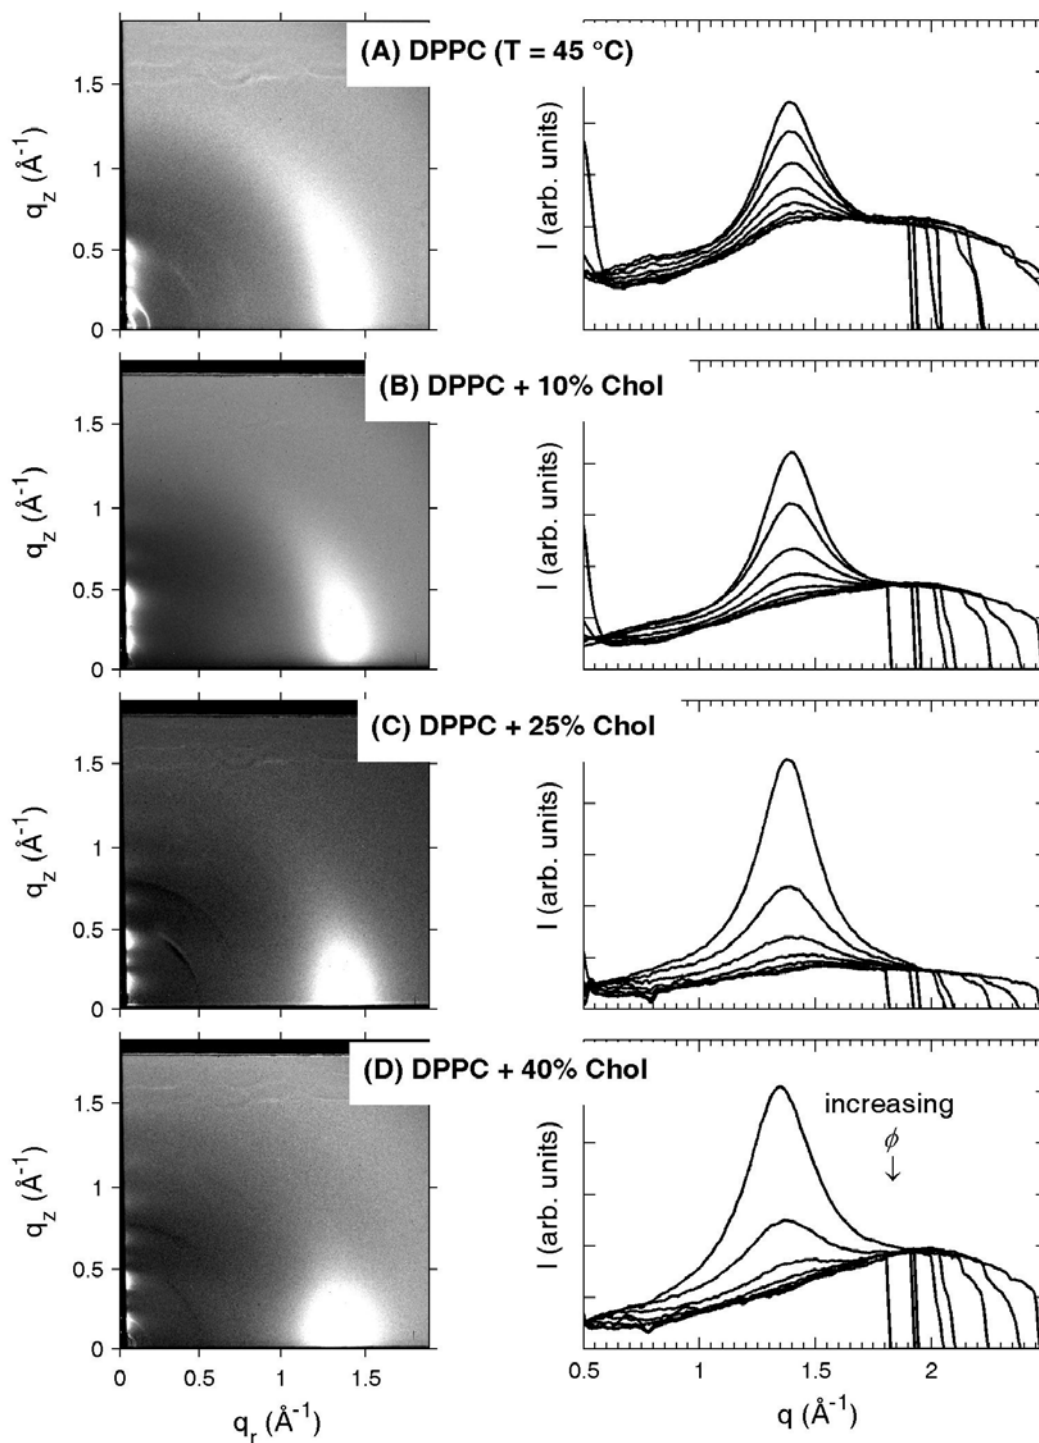 (A) DPPC (T = 45 °C)
q_z (Å⁻¹)
1.5
1
0.5
0
I (arb. units)
(B) DPPC + 10% Chol
q_z (Å⁻¹)
1.5
1
0.5
0
I (arb. units)
(C) DPPC + 25% Chol
q_z (Å⁻¹)
1.5
1
0.5
0
I (arb. units)
(D) DPPC + 40% Chol
q_z (Å⁻¹)
1.5
1
0.5
0
0 0.5 1 1.5
q_r (Å⁻¹)
I (arb. units)
increasing
ϕ
↓
0.5 1 1.5 2
q (Å⁻¹)